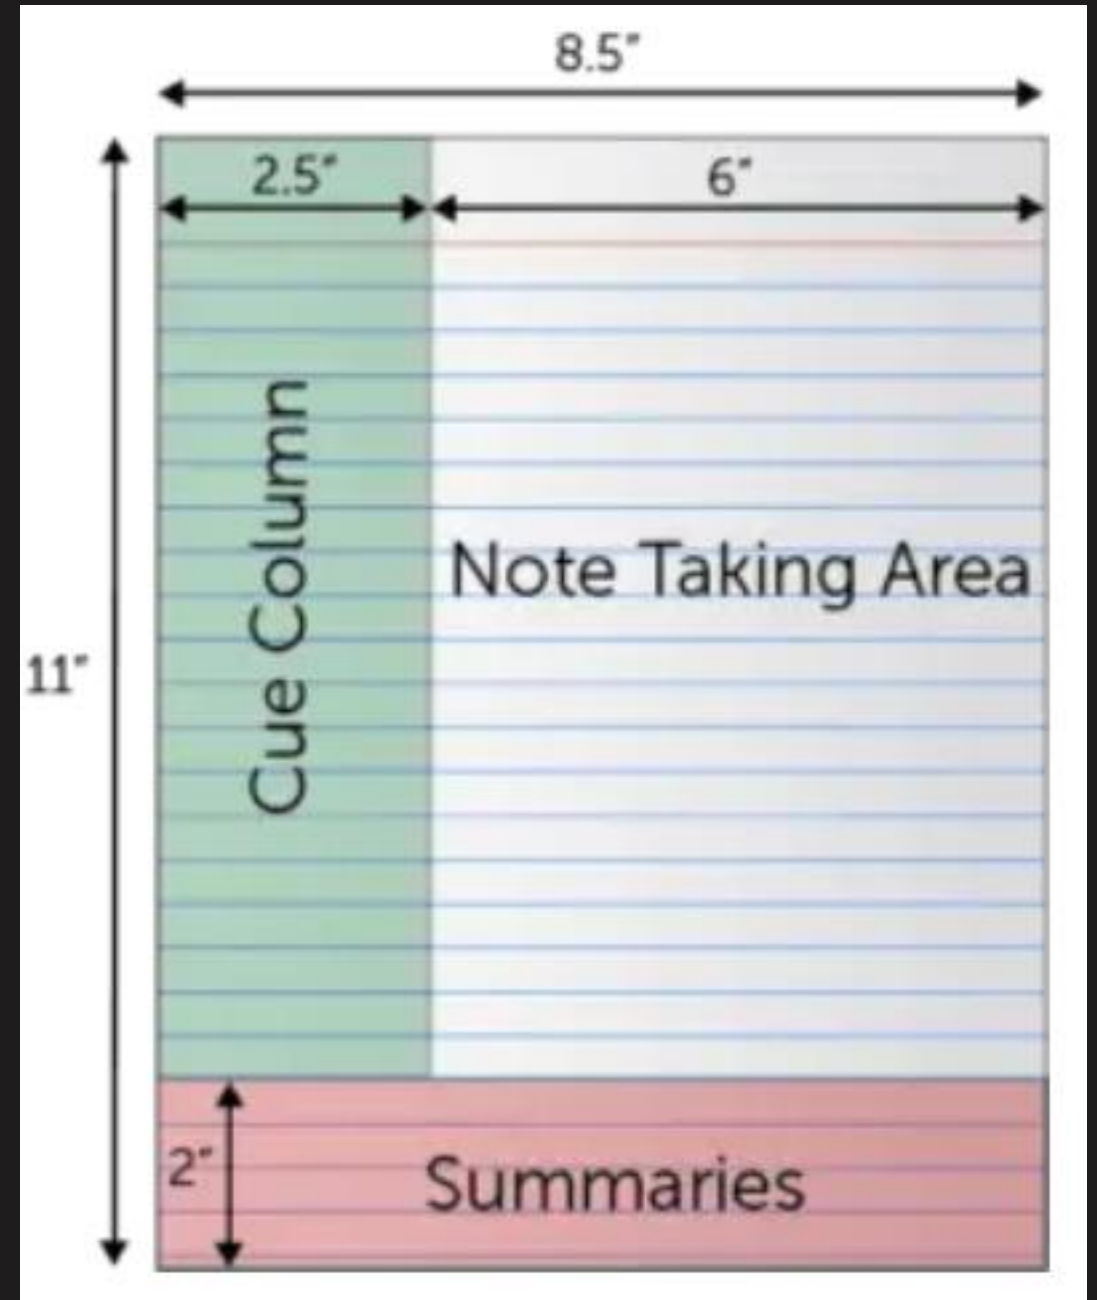 8.5″
2.5″
6″
Cue Column
Note Taking Area
11″
2″
Summaries